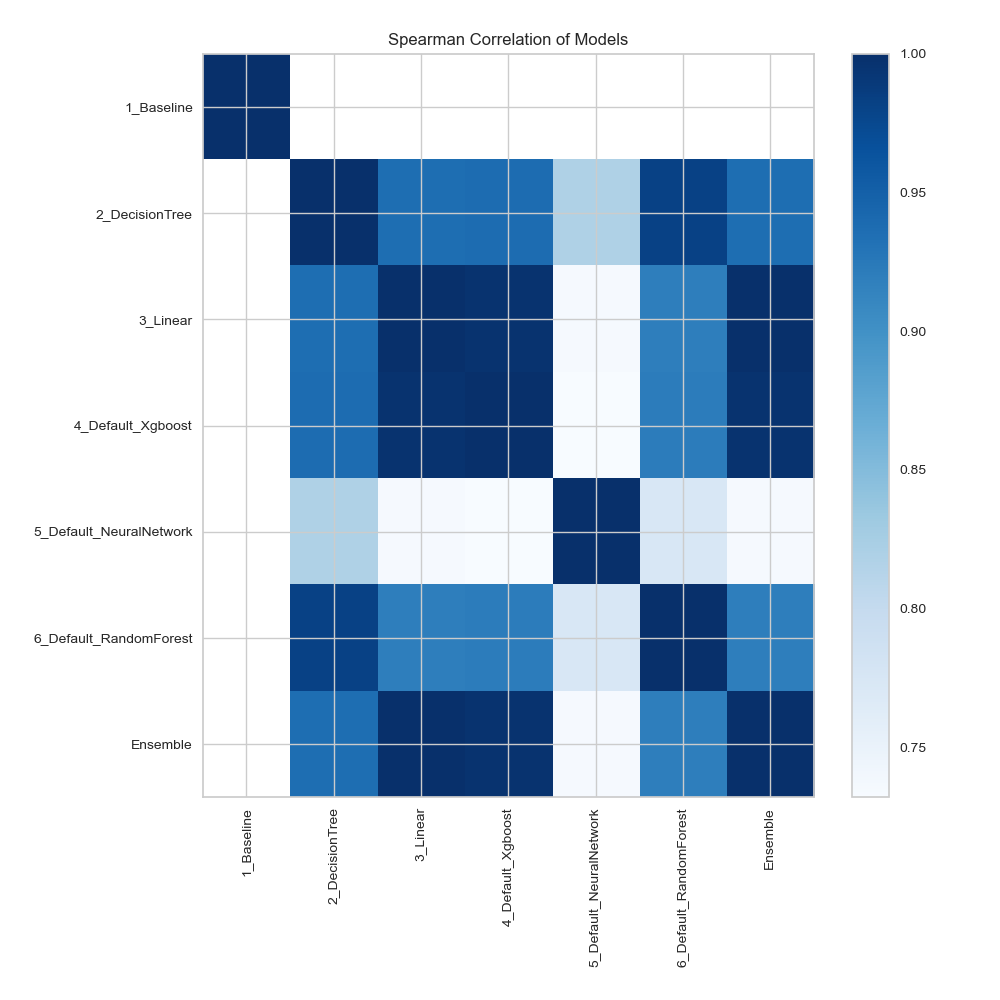 Spearman Correlation of Models
1_Baseline
2_DecisionTree
3_Linear
4_Default_Xgboost
5_Default_NeuralNetwork
6_Default_RandomForest
Ensemble
1_Baseline
2_DecisionTree
3_Linear
4_Default_Xgboost
5_Default_NeuralNetwork
6_Default_RandomForest
Ensemble
1.00
0.95
0.90
0.85
0.80
0.75